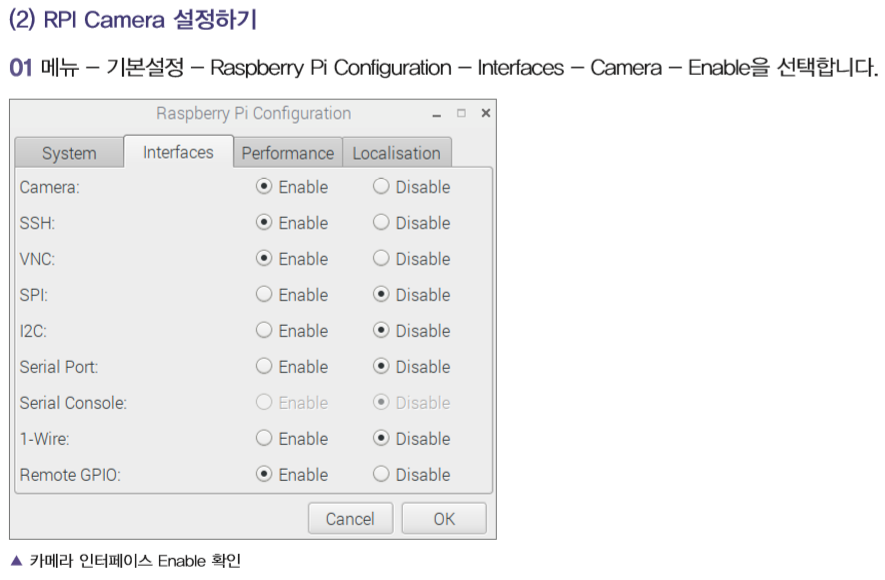 (2) RPI Camera 설정하기
01 메뉴 – 기본설정 – Raspberry Pi Configuration – Interfaces – Camera – Enable을 선택합니다.
Raspberry Pi Configuration
System Interfaces Performance Localisation
Camera: Enable Disable
SSH: Enable Disable
VNC: Enable Disable
SPI: Enable Disable
I2C: Enable Disable
Serial Port: Enable Disable
Serial Console: Enable Disable
1-Wire: Enable Disable
Remote GPIO: Enable Disable
Cancel OK
▲ 카메라 인터페이스 Enable 확인